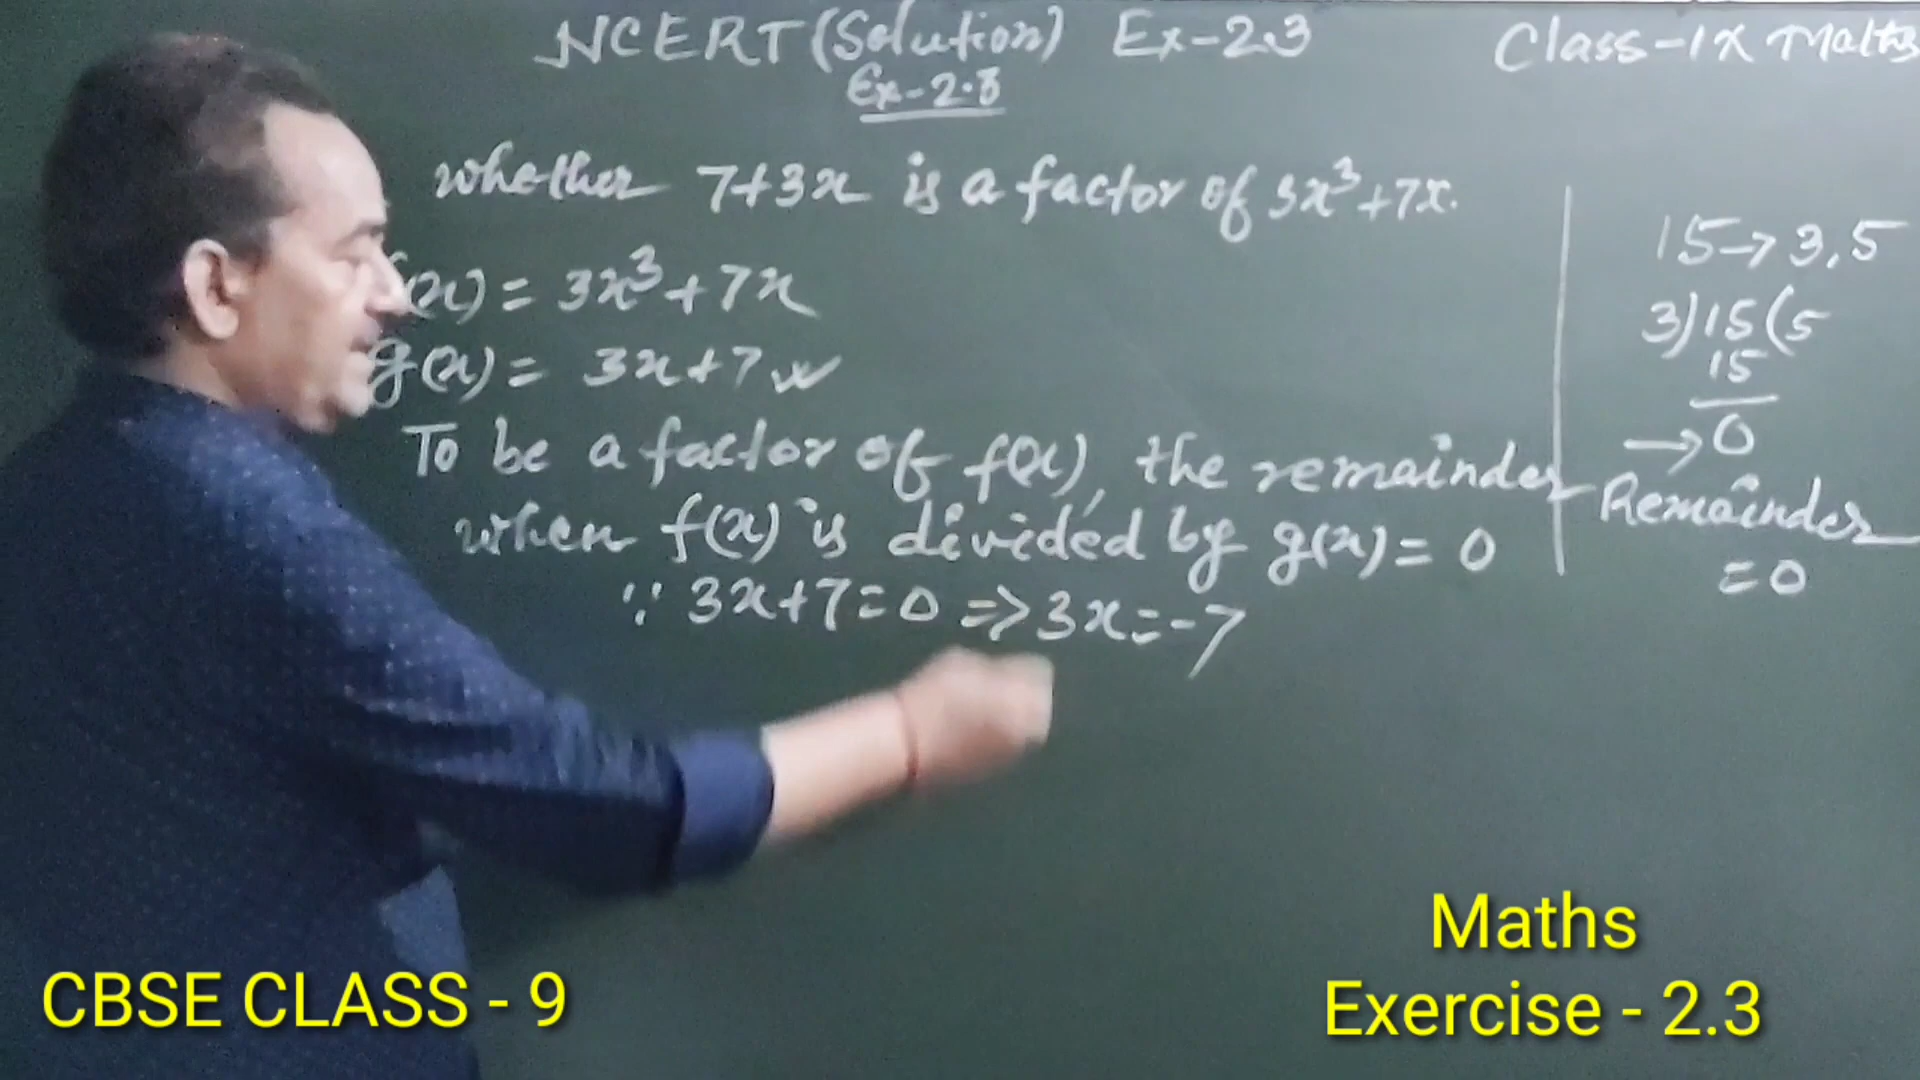 NCERT (Solution) Ex-2.3 Class-IX Maths
Ex-2.3
whether 7+3x is a factor of 3x³+7x.
(x) = 3x³+7x
g(x) = 3x+7
To be a factor of f(x), the remainder
when f(x) is divided by g(x) = 0
∵ 3x+7=0 ⇒ 3x=-7
15→3,5
3)15(5
15
→0
Remainder
=0
Maths
Exercise - 2.3
CBSE CLASS - 9